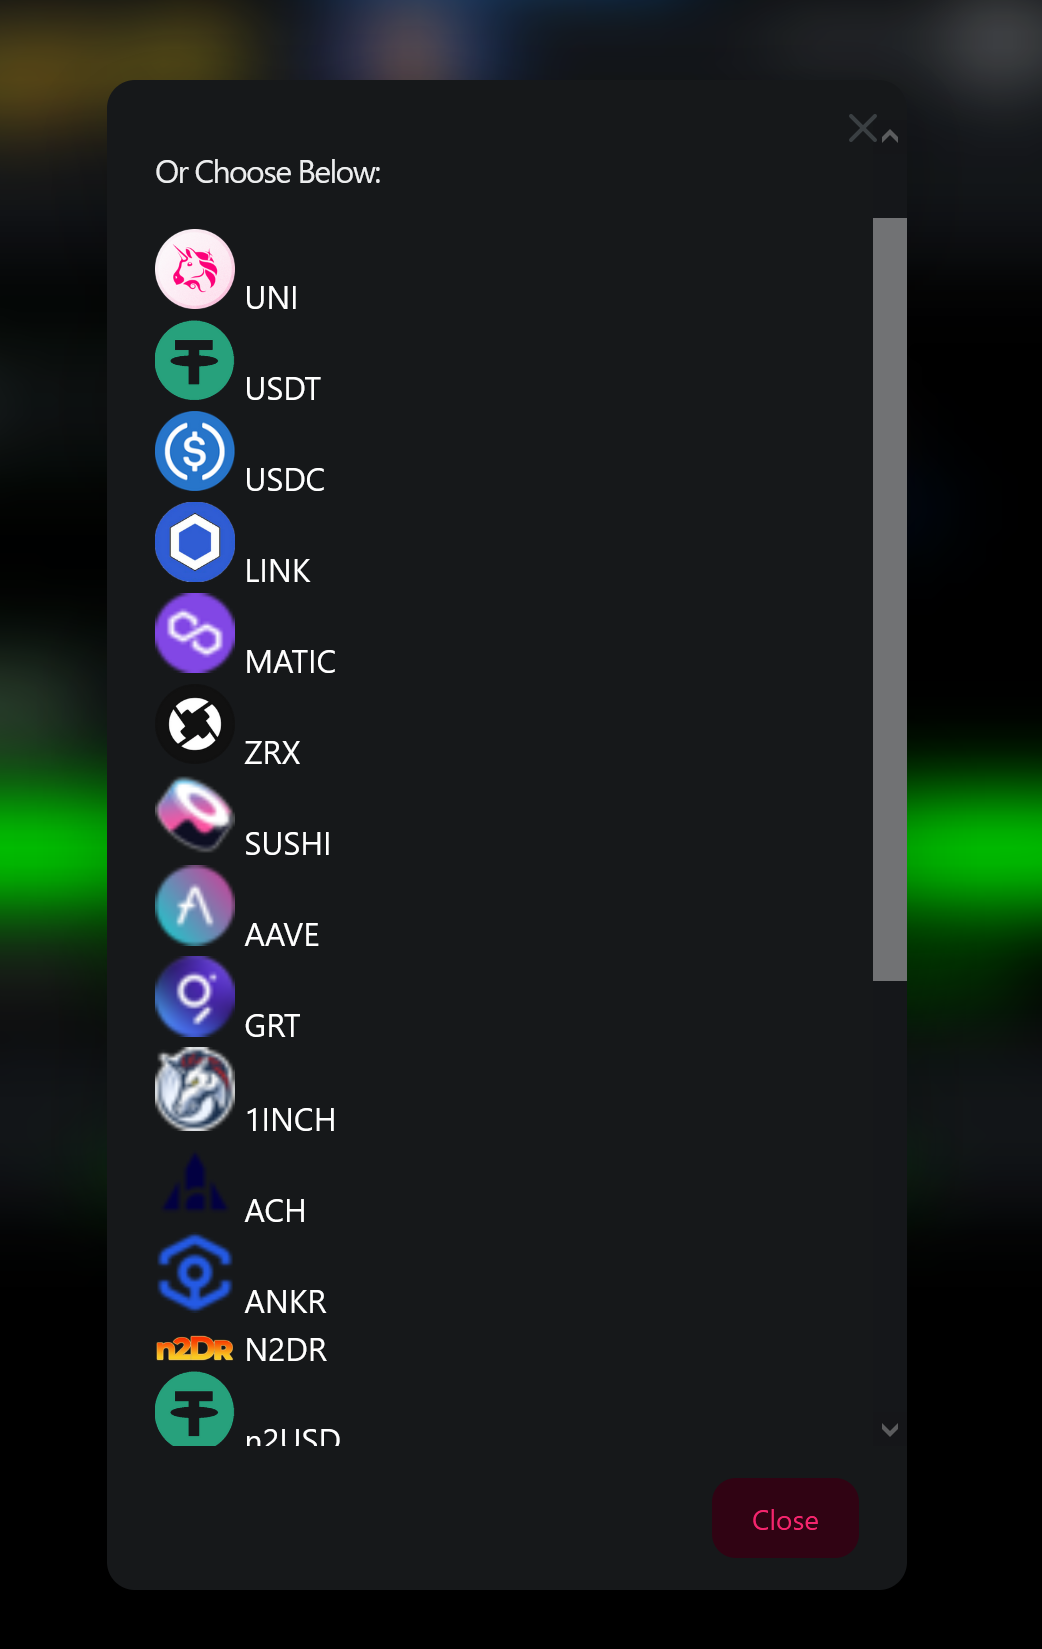 Or Choose Below:
UNI
USDT
USDC
LINK
MATIC
ZRX
SUSHI
AAVE
GRT
1INCH
ACH
ANKR
n2DR N2DR
n2USD
Close